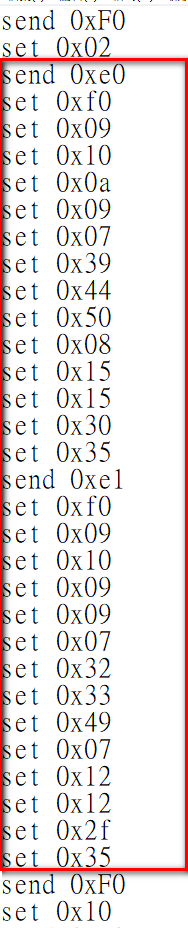 send 0xF0
set 0x02
send 0xe0
set 0xf0
set 0x09
set 0x10
set 0x0a
set 0x09
set 0x07
set 0x39
set 0x44
set 0x50
set 0x08
set 0x15
set 0x15
set 0x30
set 0x35
send 0xe1
set 0xf0
set 0x09
set 0x10
set 0x09
set 0x09
set 0x07
set 0x32
set 0x33
set 0x49
set 0x07
set 0x12
set 0x12
set 0x2f
set 0x35
send 0xF0
set 0x10